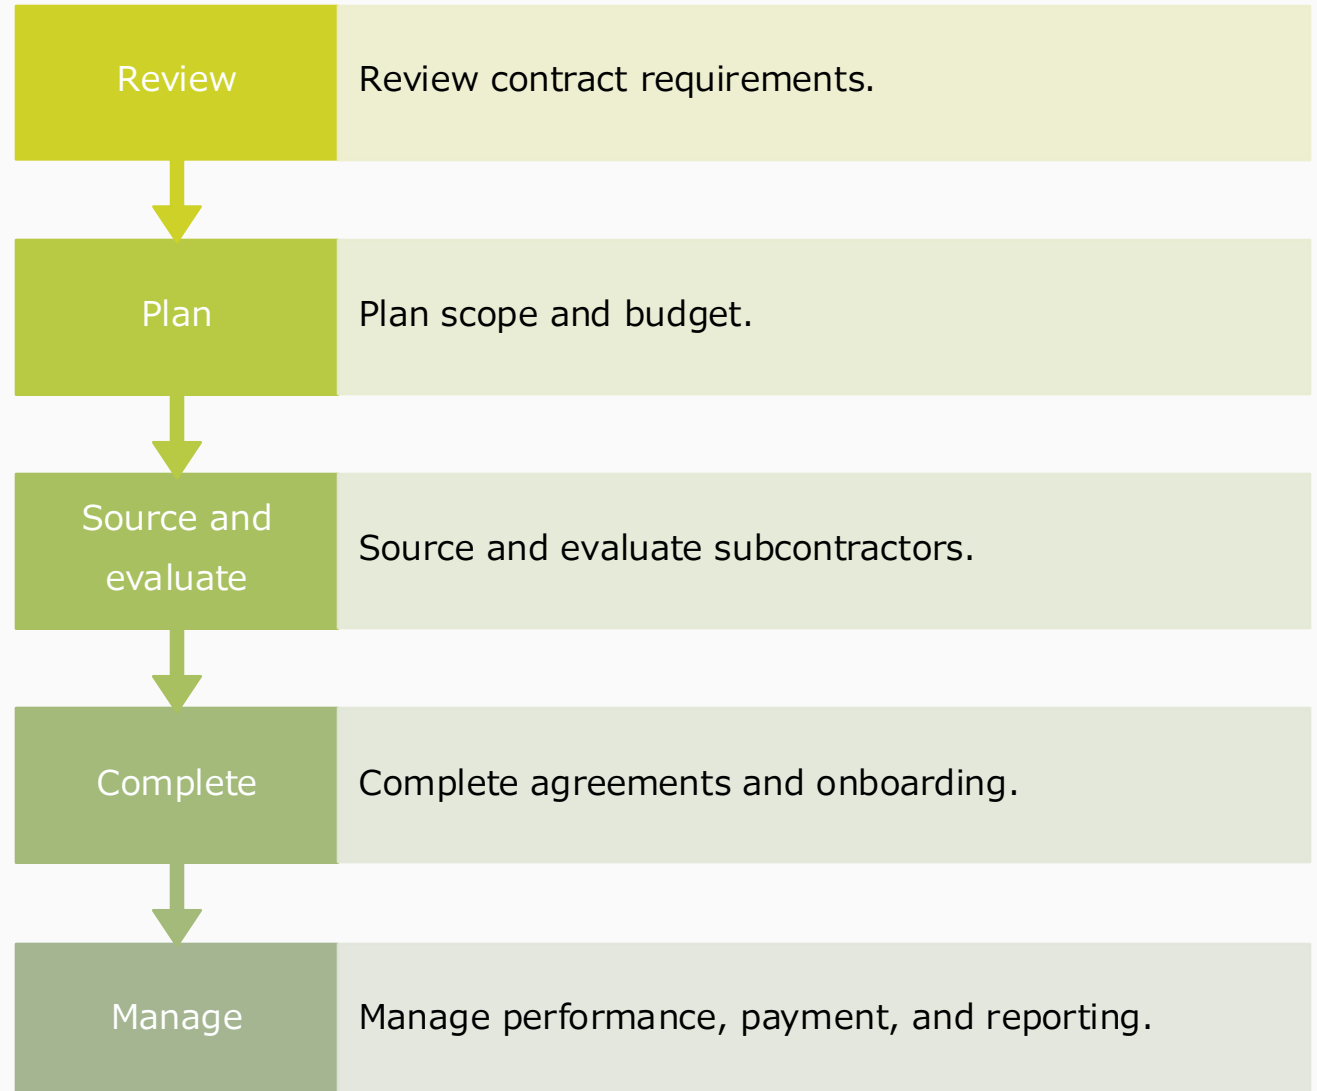 Review
Review contract requirements.
Plan
Plan scope and budget.
Source and
evaluate
Source and evaluate subcontractors.
Complete
Complete agreements and onboarding.
Manage
Manage performance, payment, and reporting.